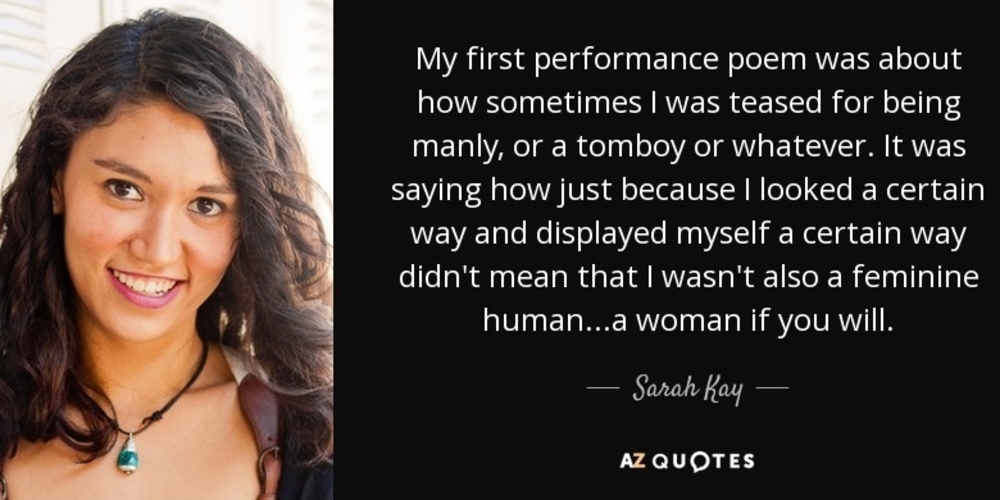 My first performance poem was about
how sometimes I was teased for being
manly, or a tomboy or whatever. It was
saying how just because I looked a certain
way and displayed myself a certain way
didn't mean that I wasn't also a feminine
human...a woman if you will.
Sarah Kay
AZ QUOTES